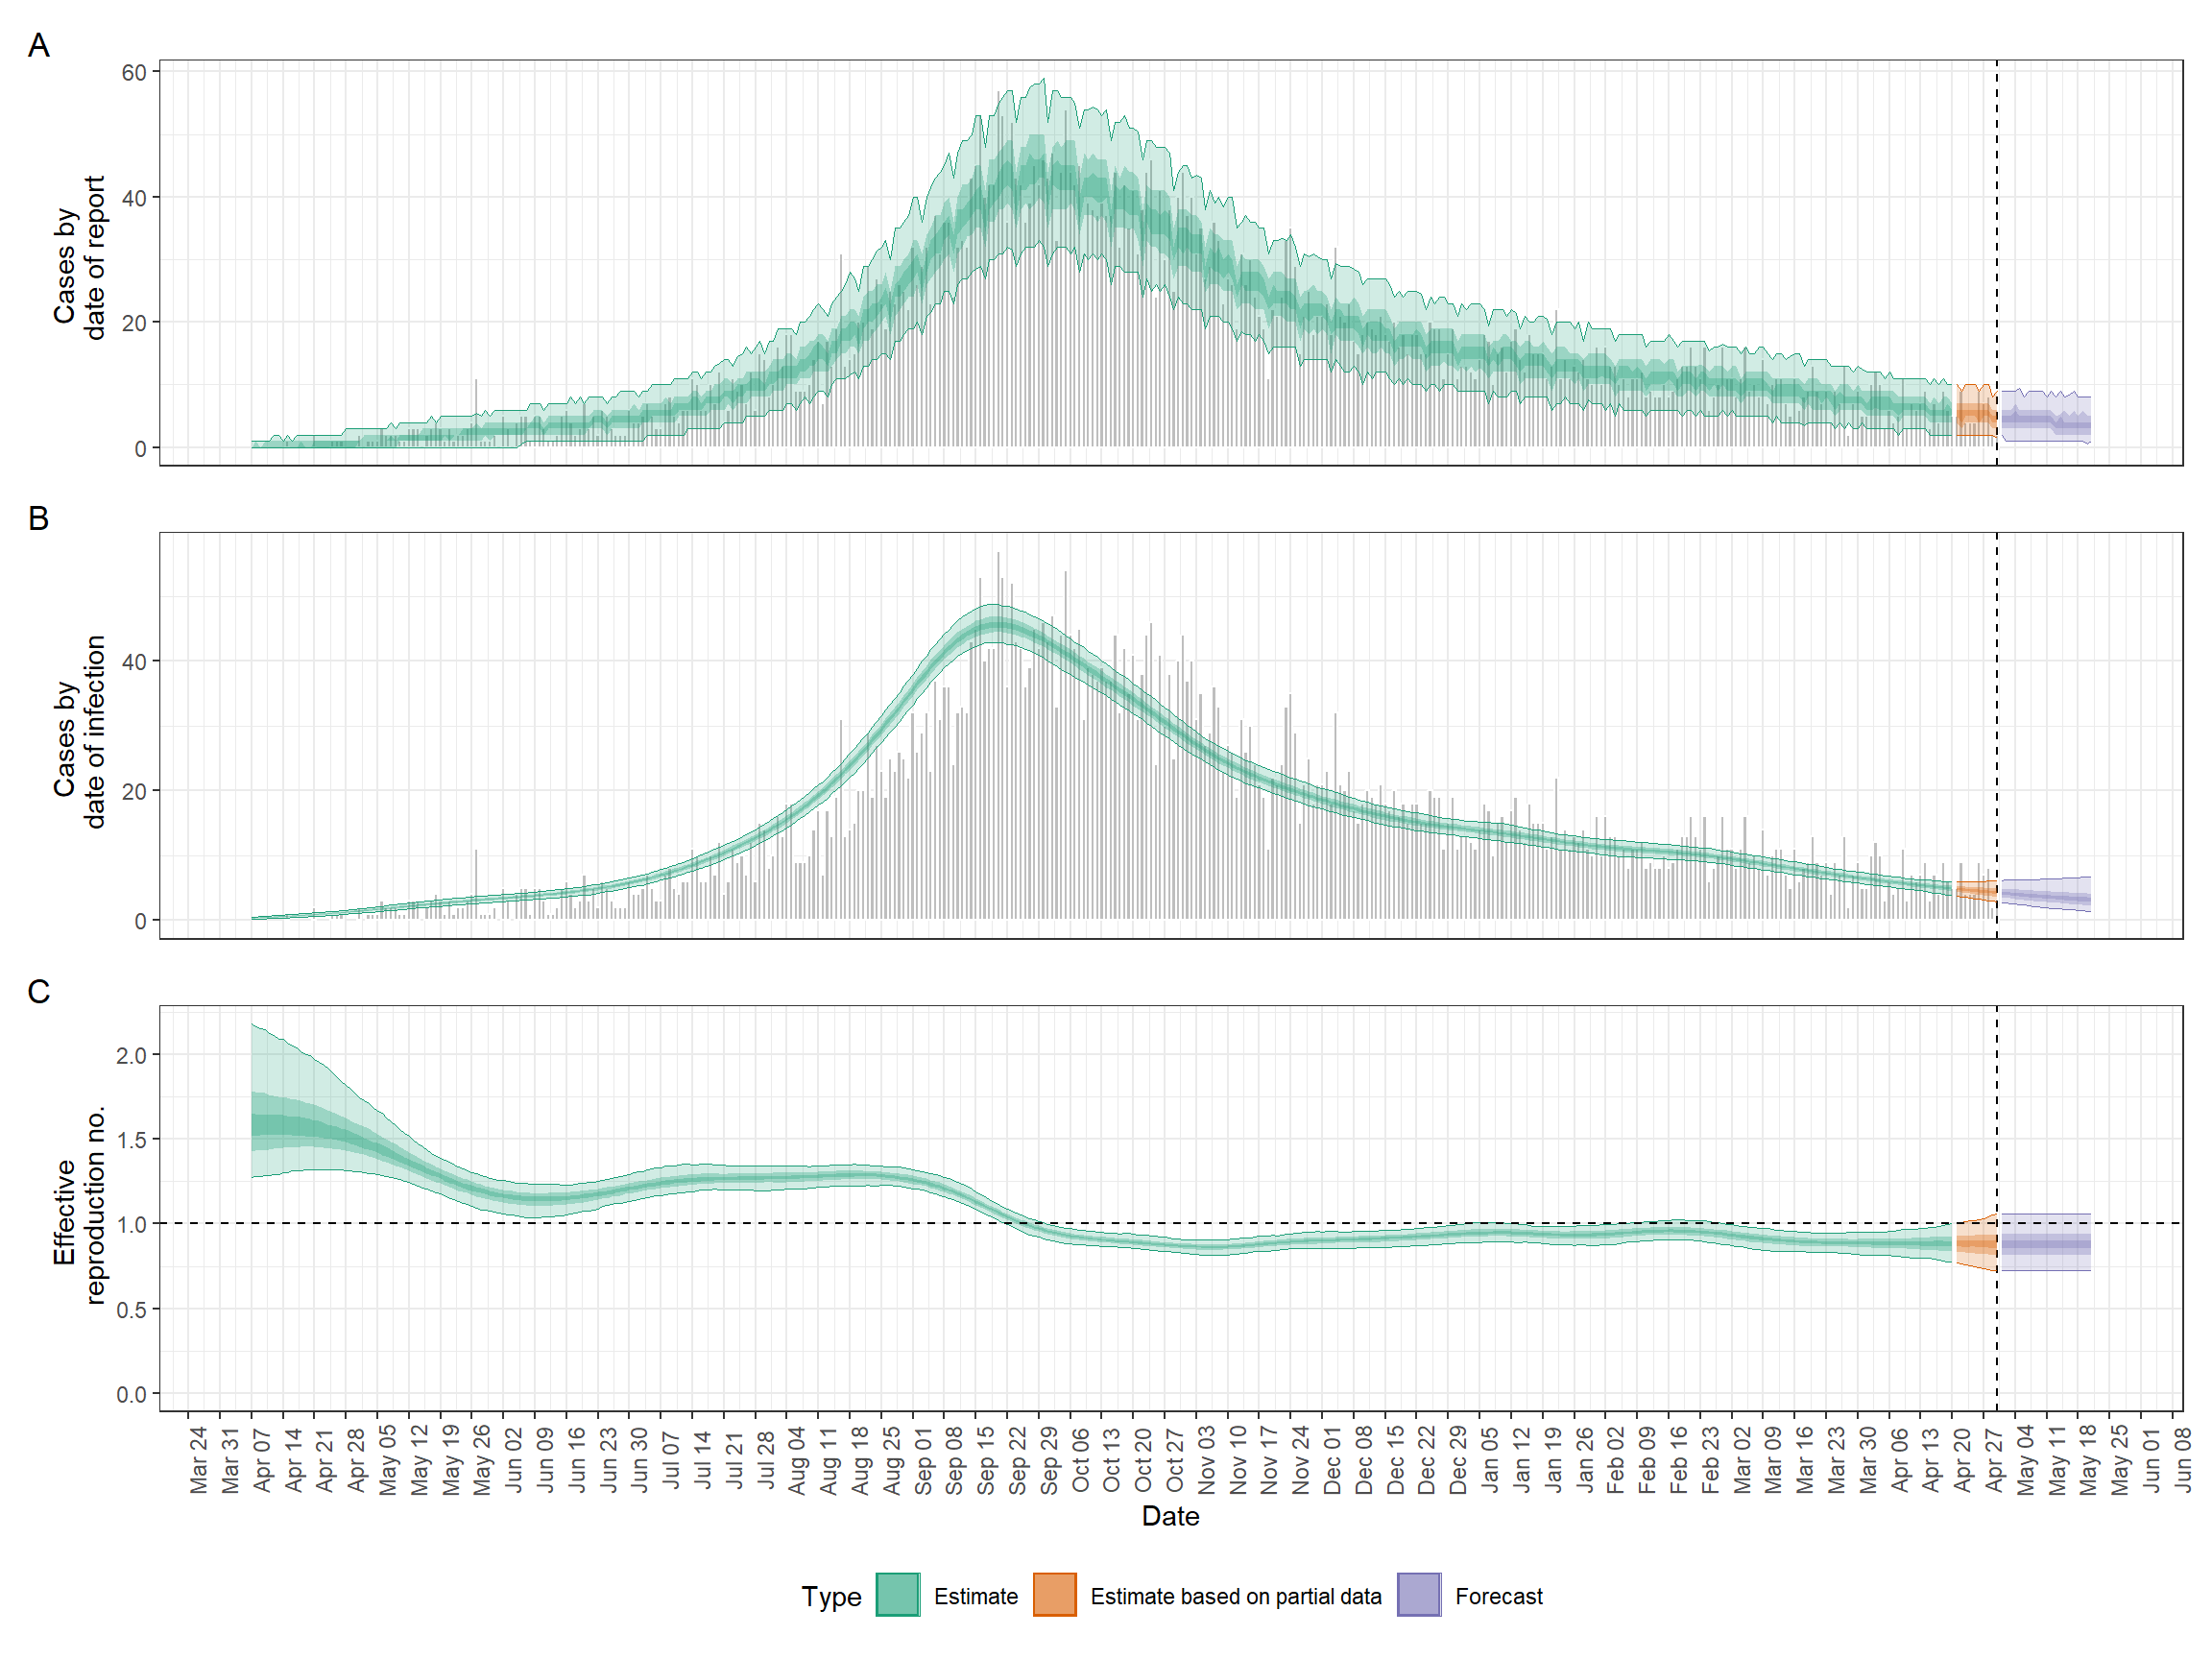 A
60
40
20
0
Cases by
date of report
B
40
20
0
Cases by
date of infection
C
2.0
1.5
1.0
0.5
0.0
Effective
reproduction no.
Mar 24
Mar 31
Apr 07
Apr 14
Apr 21
Apr 28
May 05
May 12
May 19
May 26
Jun 02
Jun 09
Jun 16
Jun 23
Jun 30
Jul 07
Jul 14
Jul 21
Jul 28
Aug 04
Aug 11
Aug 18
Aug 25
Sep 01
Sep 08
Sep 15
Sep 22
Sep 29
Oct 06
Oct 13
Oct 20
Oct 27
Nov 03
Nov 10
Nov 17
Nov 24
Dec 01
Dec 08
Dec 15
Dec 22
Dec 29
Jan 05
Jan 12
Jan 19
Jan 26
Feb 02
Feb 09
Feb 16
Feb 23
Mar 02
Mar 09
Mar 16
Mar 23
Mar 30
Apr 06
Apr 13
Apr 20
Apr 27
May 04
May 11
May 18
May 25
Jun 01
Jun 08
Date
Type Estimate Estimate based on partial data Forecast